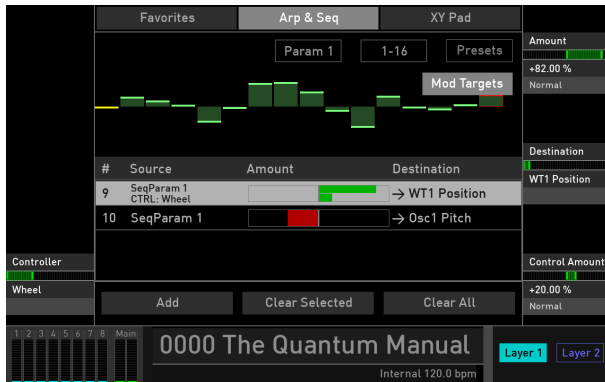 Favorites
Arp & Seq
XY Pad
Param 1
1-16
Presets
Mod Targets
Amount
+82.00 %
Normal
# Source Amount Destination
9 SeqParam 1
CTRL: Wheel
→ WT1 Position
10 SeqParam 1 → Osc1 Pitch
Destination
WT1 Position
Controller
Wheel
Control Amount
+20.00 %
Normal
Add
Clear Selected
Clear All
1 2 3 4 5 6 7 8 Main
0000 The Quantum Manual
Internal 120.0 bpm
Layer 1
Layer 2